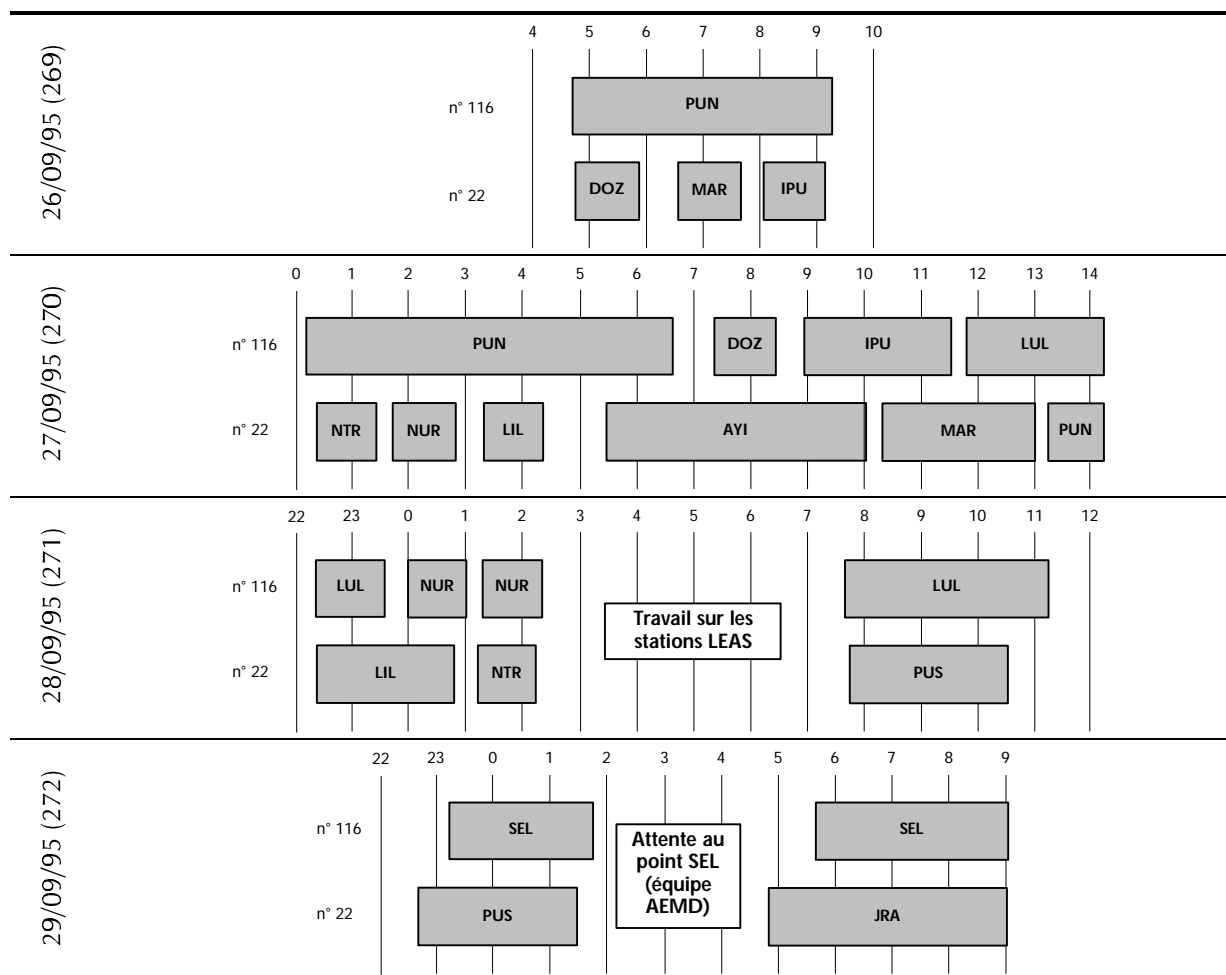 26/09/95 (269)
4 5 6 7 8 9 10
n° 116 PUN
n° 22 DOZ MAR IPU
27/09/95 (270)
0 1 2 3 4 5 6 7 8 9 10 11 12 13 14
n° 116 PUN DOZ IPU LUL
n° 22 NTR NUR LIL AYI MAR PUN
28/09/95 (271)
22 23 0 1 2 3 4 5 6 7 8 9 10 11 12
n° 116 LUL NUR NUR LUL
Travail sur les
stations LEAS
n° 22 LIL NTR PUS
29/09/95 (272)
22 23 0 1 2 3 4 5 6 7 8 9
n° 116 SEL SEL
Attente au
point SEL
(équipe
AEMD)
n° 22 PUS JRA